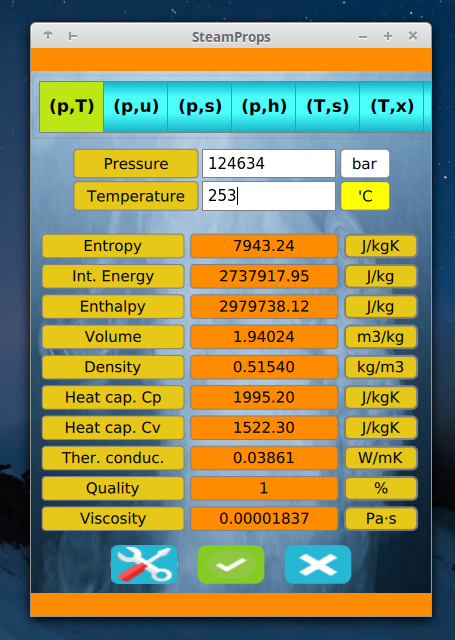 SteamProps
(p,T) (p,u) (p,s) (p,h) (T,s) (T,x)
Pressure 124634 bar
Temperature 253 'C
Entropy 7943.24 J/kgK
Int. Energy 2737917.95 J/kg
Enthalpy 2979738.12 J/kg
Volume 1.94024 m3/kg
Density 0.51540 kg/m3
Heat cap. Cp 1995.20 J/kgK
Heat cap. Cv 1522.30 J/kgK
Ther. conduc. 0.03861 W/mK
Quality 1 %
Viscosity 0.00001837 Pa·s